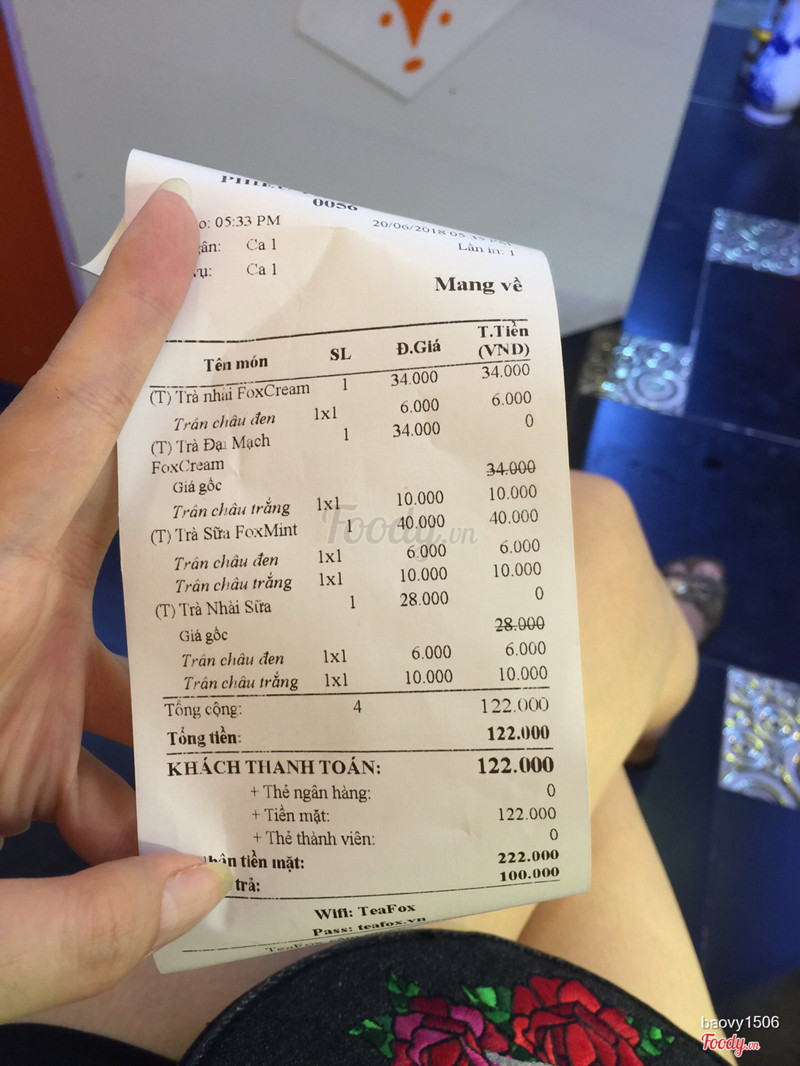 0056
05:33 PM
20/06/2018
Ca 1
Lần in: 1
Ca 1
Mang về
Tên món SL Đ.Giá T.Tiền (VND)
(T) Trà nhài FoxCream 1 34.000 34.000
Trân châu đen 1x1 6.000 6.000
(T) Trà Đại Mạch 1 34.000 0
FoxCream
Giá gốc 34.000
Trân châu trắng 1x1 10.000 10.000
(T) Trà Sữa FoxMint 1 40.000 40.000
Trân châu đen 1x1 6.000 6.000
Trân châu trắng 1x1 10.000 10.000
(T) Trà Nhài Sữa 1 28.000 0
Giá gốc 28.000
Trân châu đen 1x1 6.000 6.000
Trân châu trắng 1x1 10.000 10.000
Tổng cộng: 4 122.000
Tổng tiền: 122.000
KHÁCH THANH TOÁN: 122.000
+ Thẻ ngân hàng: 0
+ Tiền mặt: 122.000
+ Thẻ thành viên: 0
tiền mặt: 222.000
trả: 100.000
Wifi: TeaFox
Pass: teafox.vn
Foody.vn
baovy1506
Foody.vn